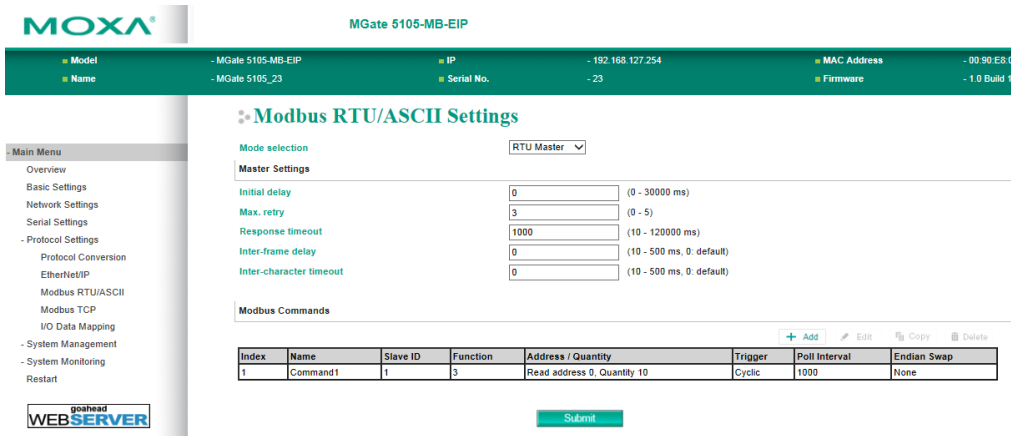 MOXA®
MGate 5105-MB-EIP
Model - MGate 5105-MB-EIP IP - 192.168.127.254 MAC Address - 00:90:E8:
Name - MGate 5105_23 Serial No. - 23 Firmware - 1.0 Build
Modbus RTU/ASCII Settings
Mode selection RTU Master
- Main Menu
Overview
Basic Settings
Network Settings
Serial Settings
- Protocol Settings
Protocol Conversion
EtherNet/IP
Modbus RTU/ASCII
Modbus TCP
I/O Data Mapping
- System Management
- System Monitoring
Restart
goahead
WEBSERVER
Master Settings
Initial delay 0 (0 - 30000 ms)
Max. retry 3 (0 - 5)
Response timeout 1000 (10 - 120000 ms)
Inter-frame delay 0 (10 - 500 ms, 0: default)
Inter-character timeout 0 (10 - 500 ms, 0: default)
Modbus Commands
+ Add Edit Copy Delete
Index Name Slave ID Function Address / Quantity Trigger Poll Interval Endian Swap
1 Command1 1 3 Read address 0, Quantity 10 Cyclic 1000 None
Submit